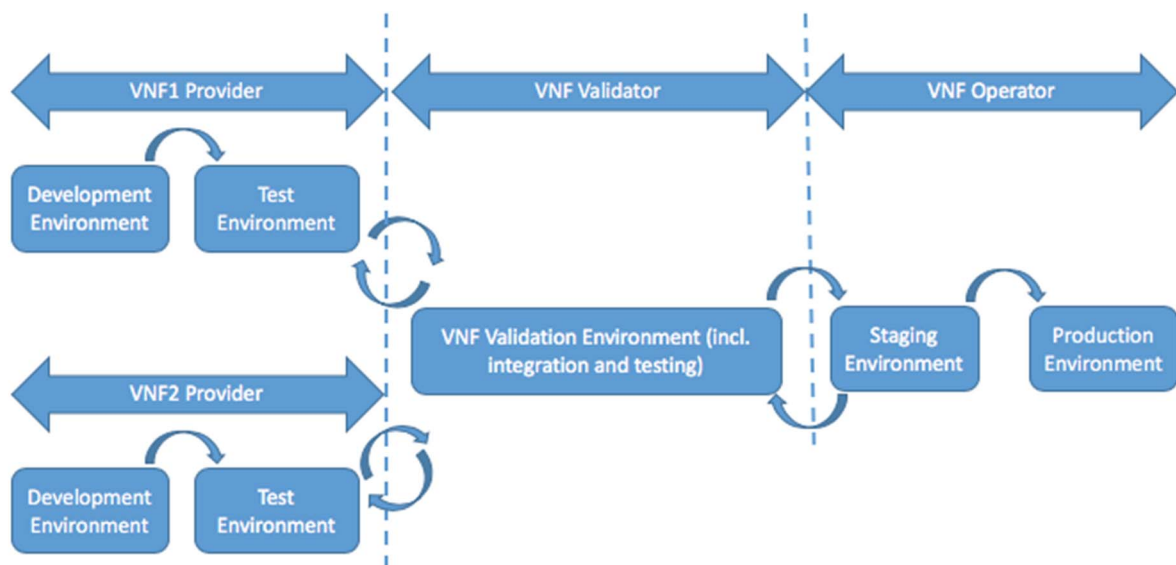 VNF1 Provider
VNF Validator
VNF Operator
Development
Environment
Test
Environment
VNF Validation Environment (incl.
integration and testing)
Staging
Environment
Production
Environment
VNF2 Provider
Development
Environment
Test
Environment